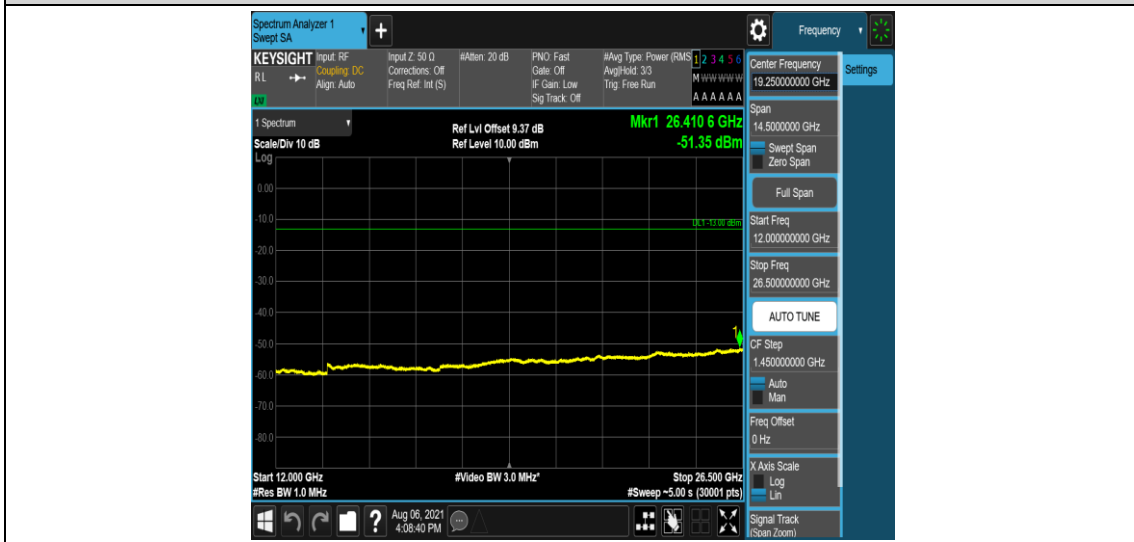 Spectrum Analyzer 1
Swept SA
+
Frequency
KEYSIGHT
RL
Input: RF
Coupling: DC
Align: Auto
Input Z: 50 Ω
Corrections: Off
Freq Ref: Int (S)
#Atten: 20 dB
PNO: Fast
Gate: Off
IF Gain: Low
Sig Track: Off
#Avg Type: Power (RMS
Avg|Hold: 3/3
Trig: Free Run
1 2 3 4 5 6
M W W W W W
A A A A A A
1 Spectrum
Scale/Div 10 dB
Log
Ref Lvl Offset 9.37 dB
Ref Level 10.00 dBm
Mkr1 26.410 6 GHz
-51.35 dBm
0.00
-10.0
DL1 -13.00 dBm
-20.0
-30.0
-40.0
1
-50.0
-60.0
-70.0
-80.0
Start 12.000 GHz
#Res BW 1.0 MHz
#Video BW 3.0 MHz*
Stop 26.500 GHz
#Sweep ~5.00 s (30001 pts)
Center Frequency
19.250000000 GHz
Settings
Span
14.5000000 GHz
Swept Span
Zero Span
Full Span
Start Freq
12.000000000 GHz
Stop Freq
26.500000000 GHz
AUTO TUNE
CF Step
1.450000000 GHz
Auto
Man
Freq Offset
0 Hz
X Axis Scale
Log
Lin
Signal Track
(Span Zoom)
?
Aug 06, 2021
4:08:40 PM